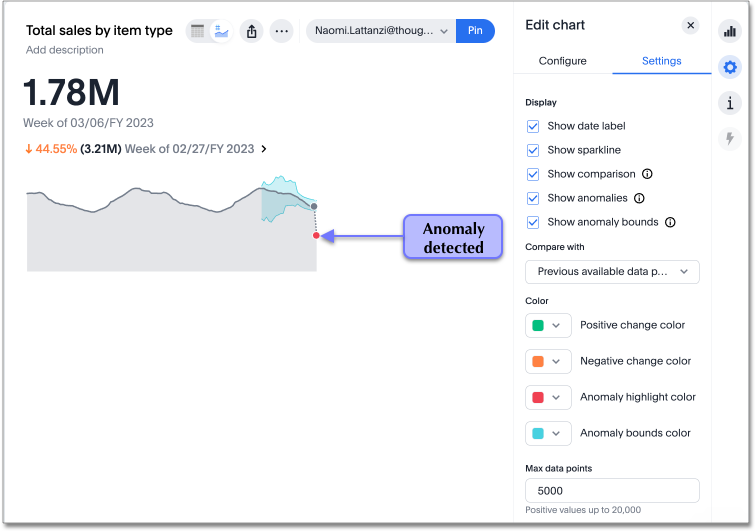 Total sales by item type
Add description
Naomi.Lattanzi@thoug...
Pin
1.78M
Week of 03/06/FY 2023
↓ 44.55% (3.21M) Week of 02/27/FY 2023 >
Anomaly
detected
Edit chart
Configure
Settings
Display
Show date label
Show sparkline
Show comparison
Show anomalies
Show anomaly bounds
Compare with
Previous available data p...
Color
Positive change color
Negative change color
Anomaly highlight color
Anomaly bounds color
Max data points
5000
Positive values up to 20,000